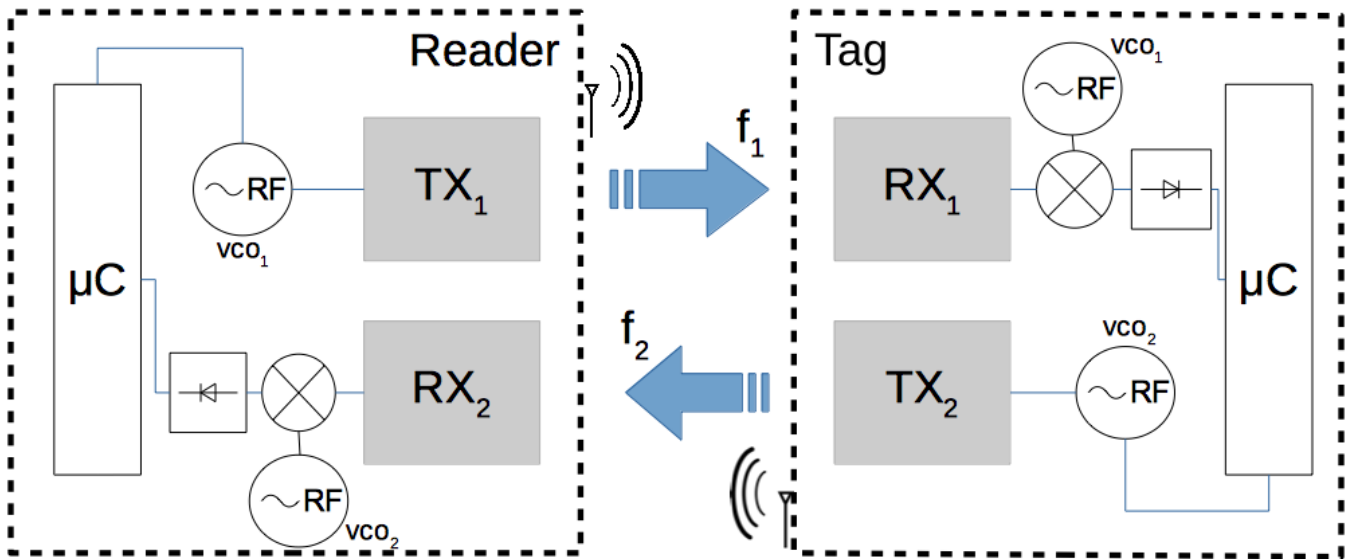 Reader
RF
vco₁
TX₁
μC
RX₂
RF
vco₂
f₁
f₂
Tag
vco₁
RF
RX₁
μC
vco₂
TX₂
RF